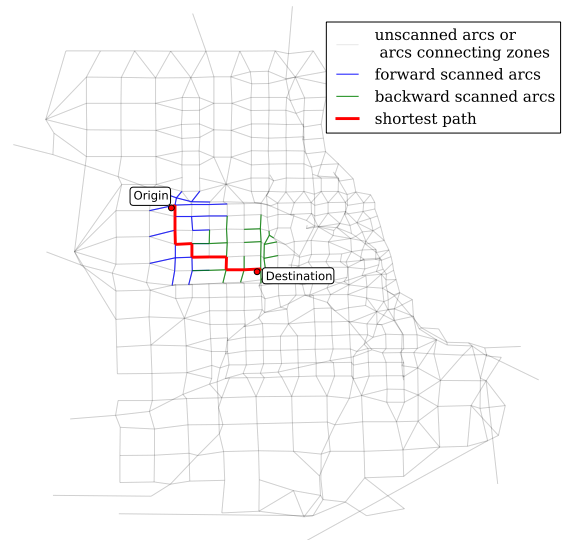 unscanned arcs or
arcs connecting zones
forward scanned arcs
backward scanned arcs
shortest path
Origin
Destination